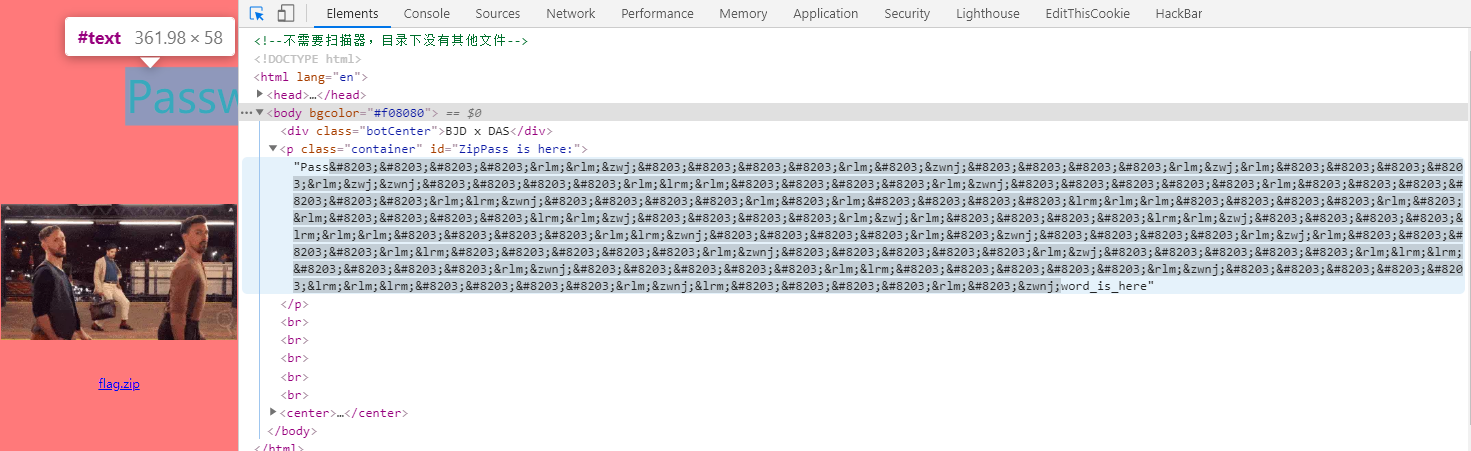 #text 361.98 × 58
Elements Console Sources Network Performance Memory Application Security Lighthouse EditThisCookie HackBar
Passw
<!--不需要扫描器，目录下没有其他文件-->
<!DOCTYPE html>
<html lang="en">
<head>…</head>
<body bgcolor="#f08080"> == $0
<div class="botCenter">BJD x DAS</div>
<p class="container" id="ZipPass is here:">
"Pass&#8203;&#8203;&#8203;&#8203;&rlm;&rlm;&zwj;&#8203;&#8203;&#8203;&#8203;&rlm;&#8203;&zwnj;&#8203;&#8203;&#8203;&#8203;&rlm;&zwj;&rlm;&#8203;&#8203;&#8203;&#820
3;&rlm;&zwj;&zwnj;&#8203;&#8203;&#8203;&#8203;&rlm;&lrm;&rlm;&#8203;&#8203;&#8203;&#8203;&rlm;&zwnj;&#8203;&#8203;&#8203;&#8203;&#8203;&rlm;&#8203;&#8203;&#8203;
&#8203;&#8203;&rlm;&lrm;&zwnj;&#8203;&#8203;&#8203;&#8203;&#8203;&#8203;&#8203;&#8203;&lrm;&rlm;&rlm;&#8203;&#8203;&#8203;&#8203;&rlm;&#8203;
&rlm;&#8203;&#8203;&#8203;&#8203;&lrm;&rlm;&zwj;&#8203;&#8203;&#8203;&#8203;&rlm;&zwj;&rlm;&#8203;&#8203;&#8203;&#8203;&lrm;&rlm;&zwj;&#8203;&#8203;&#8203;&#8203;&
lrm;&rlm;&rlm;&#8203;&#8203;&#8203;&#8203;&rlm;&lrm;&zwnj;&#8203;&#8203;&#8203;&#8203;&rlm;&#8203;&zwnj;&#8203;&#8203;&#8203;&#8203;&rlm;&zwj;&rlm;&#8203;&#8203;
&#8203;&#8203;&rlm;&lrm;&#8203;&#8203;&#8203;&#8203;&#8203;&rlm;&zwnj;&#8203;&#8203;&#8203;&#8203;&#8203;&rlm;&zwj;&#8203;&#8203;&#8203;&#8203;&#8203;&rlm;&lrm;&lrm;
&#8203;&#8203;&#8203;&#8203;&#8203;&rlm;&zwnj;&#8203;&#8203;&#8203;&#8203;&#8203;&rlm;&lrm;&#8203;&#8203;&#8203;&#8203;&#8203;&rlm;&zwnj;&#8203;&#8203;&#8203;&#8203;&#820
3;&lrm;&rlm;&lrm;&#8203;&#8203;&#8203;&#8203;&rlm;&zwnj;&lrm;&#8203;&#8203;&#8203;&#8203;&rlm;&#8203;&zwnj;word_is_here"
</p>
<br>
<br>
<br>
<br>
<br>
flag.zip
<center>…</center>
</body>
</html>